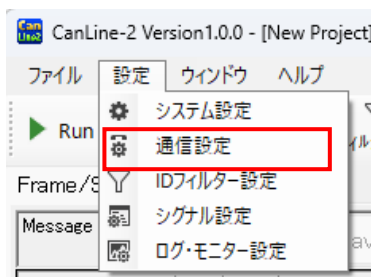 CanLine-2 Version1.0.0 - [New Project]
ファイル 設定 ウィンドウ ヘルプ
Run
システム設定
通信設定
IDフィルター設定
シグナル設定
ログ・モニター設定
Frame/S
Message